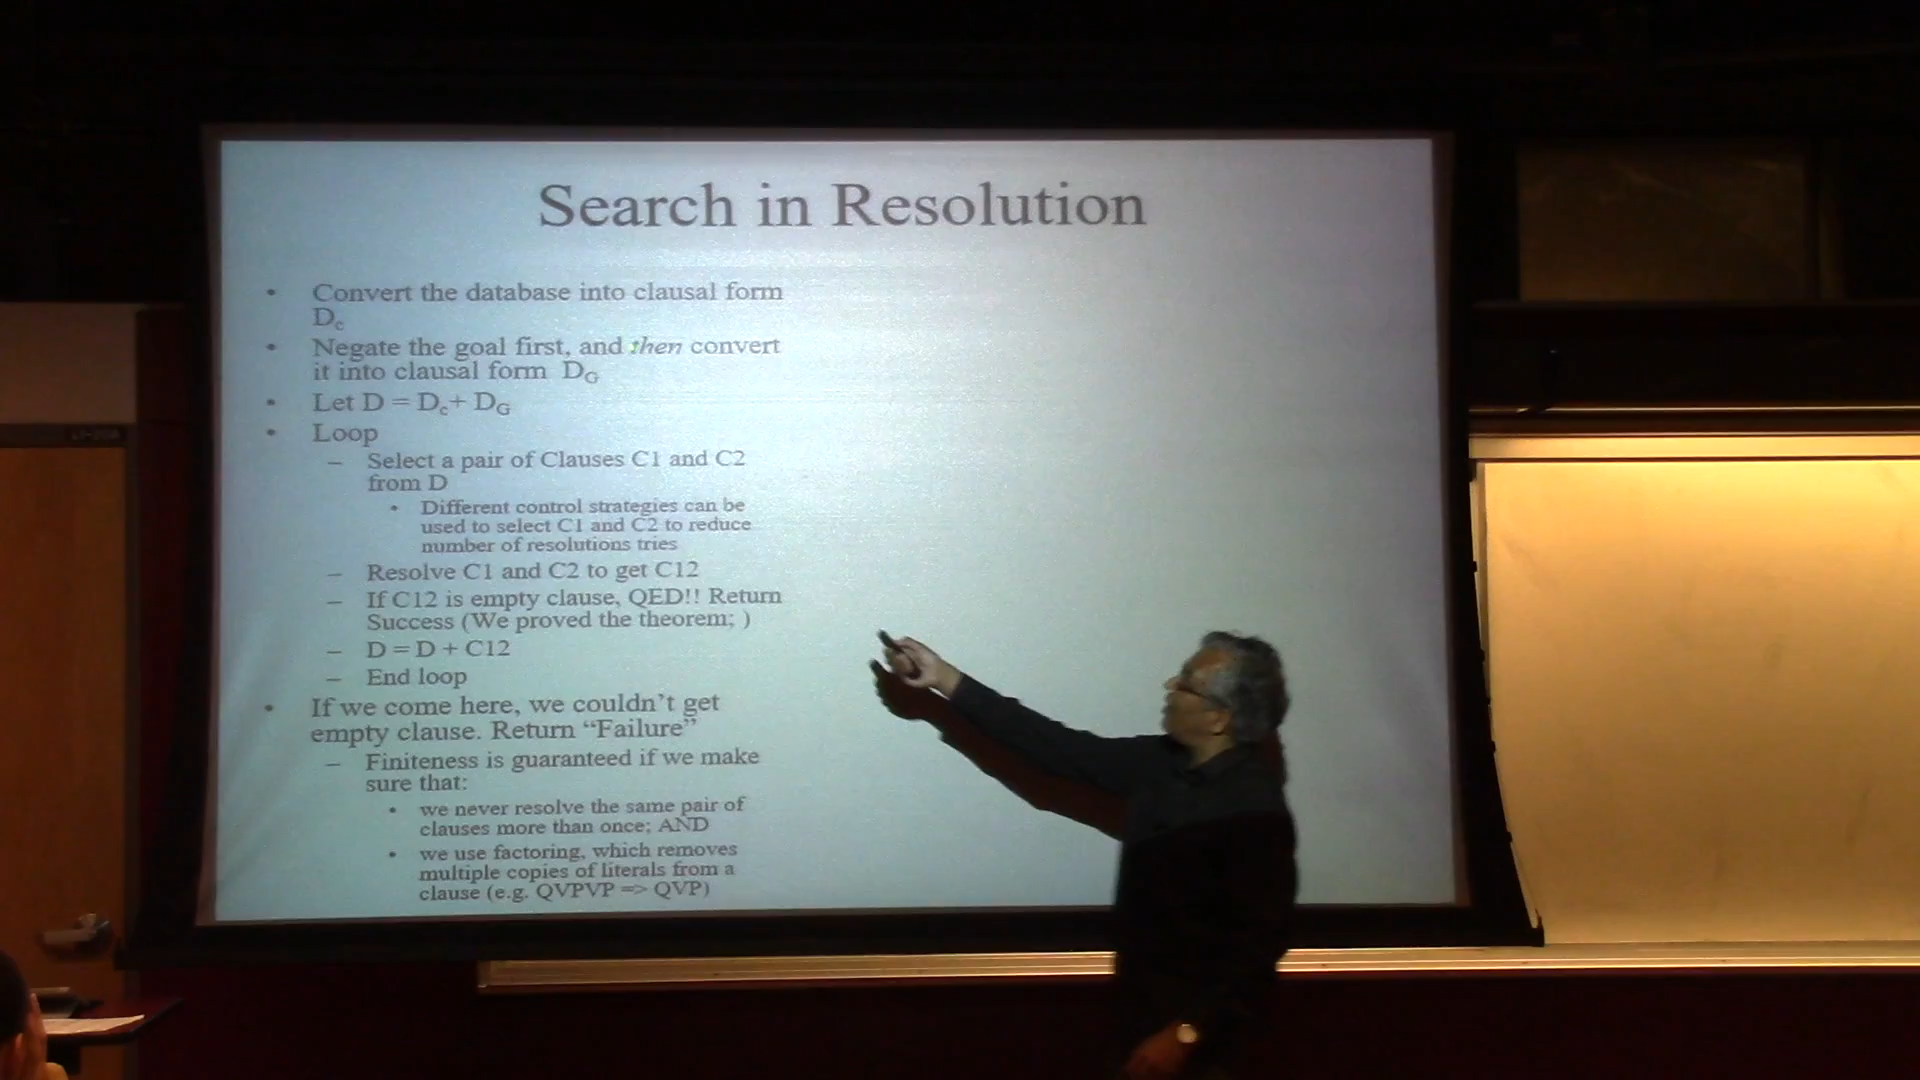 Search in Resolution
• Convert the database into clausal form
Dc
• Negate the goal first, and then convert
it into clausal form DG
• Let D = Dc+ DG
• Loop
– Select a pair of Clauses C1 and C2
from D
• Different control strategies can be
used to select C1 and C2 to reduce
number of resolutions tries
– Resolve C1 and C2 to get C12
– If C12 is empty clause, QED!! Return
Success (We proved the theorem; )
– D = D + C12
– End loop
• If we come here, we couldn't get
empty clause. Return “Failure”
– Finiteness is guaranteed if we make
sure that:
• we never resolve the same pair of
clauses more than once; AND
• we use factoring, which removes
multiple copies of literals from a
clause (e.g. QVPVP => QVP)